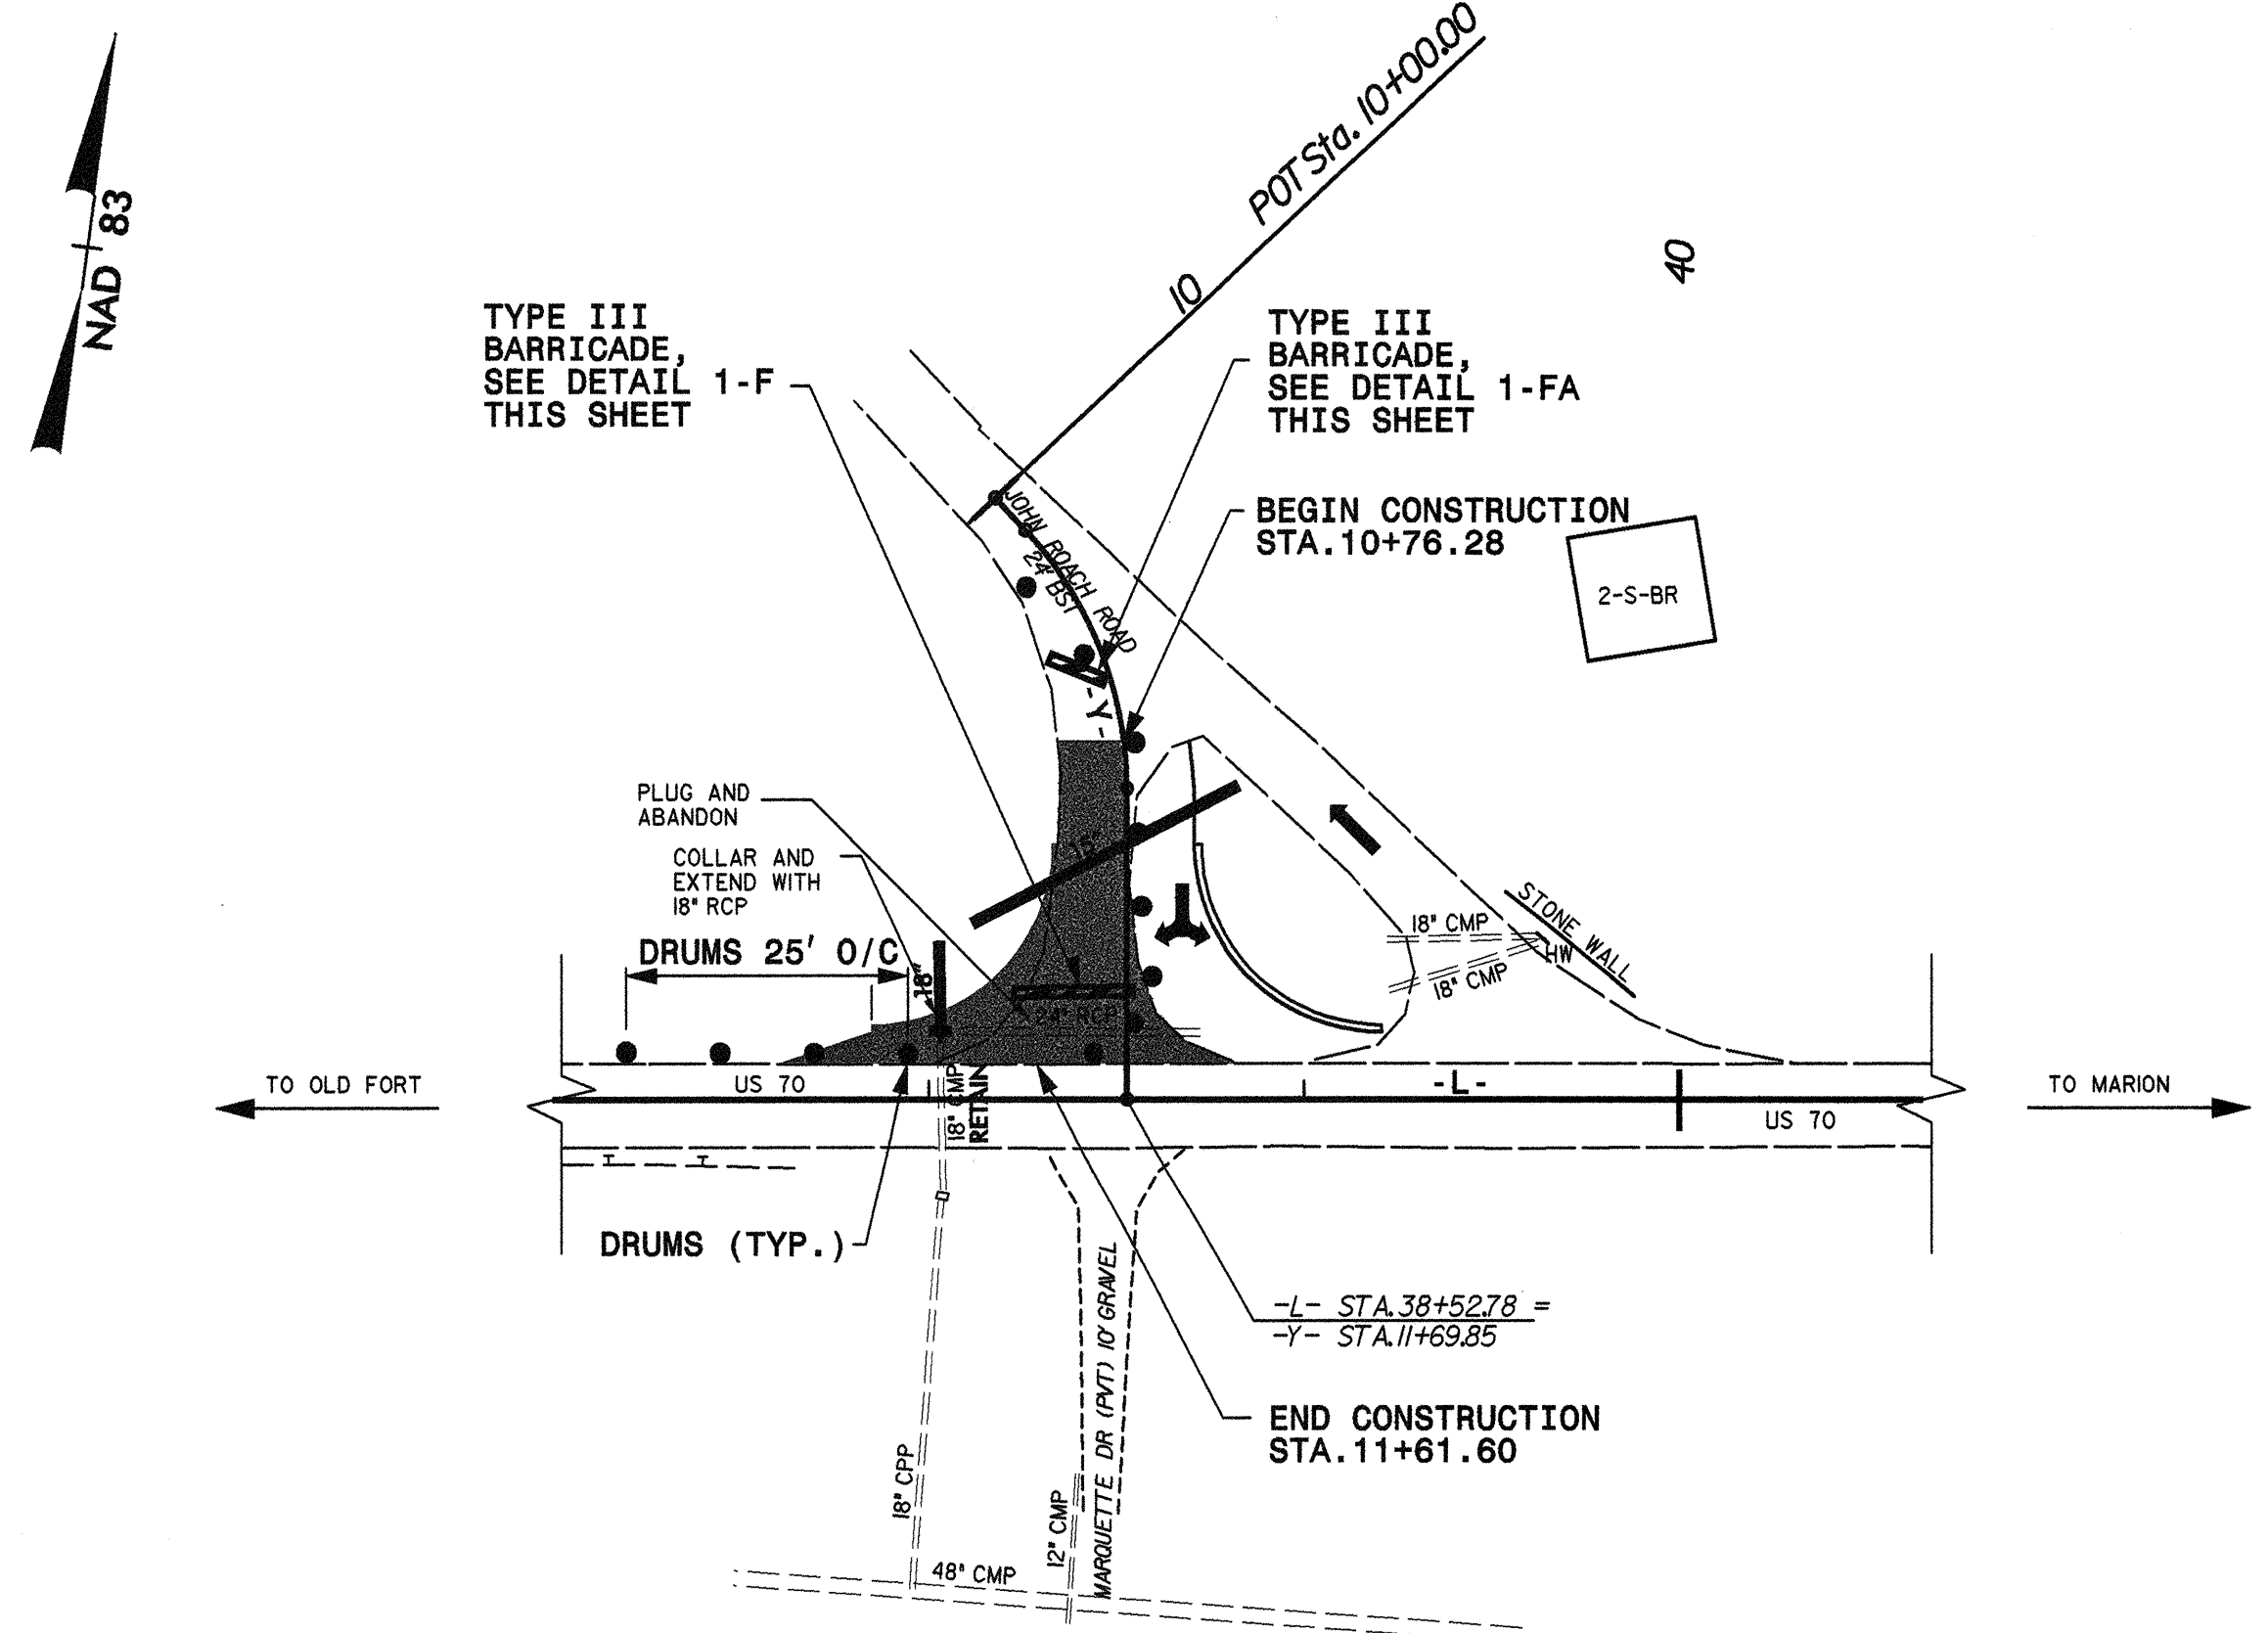 POT Sta. 10+00.00
NAD 83
40
10
TYPE III
BARRICADE,
SEE DETAIL 1-F
THIS SHEET
TYPE III
BARRICADE,
SEE DETAIL 1-FA
THIS SHEET
BEGIN CONSTRUCTION
STA.10+76.28
JOHN ROACH ROAD
24' BST
2-S-BR
-Y-
PLUG AND
ABANDON
15"
COLLAR AND
EXTEND WITH
18" RCP
STONE WALL
18" CMP
HW
18" CMP
DRUMS 25' O/C
18"
24" RCP
TO OLD FORT
US 70
18" CMP
RETAIN
-L-
US 70
TO MARION
DRUMS (TYP.)
-L- STA.38+52.78 =
-Y- STA.11+69.85
END CONSTRUCTION
STA.11+61.60
MARQUETTE DR (PVT) 10' GRAVEL
18" CPP
12" CMP
48" CMP